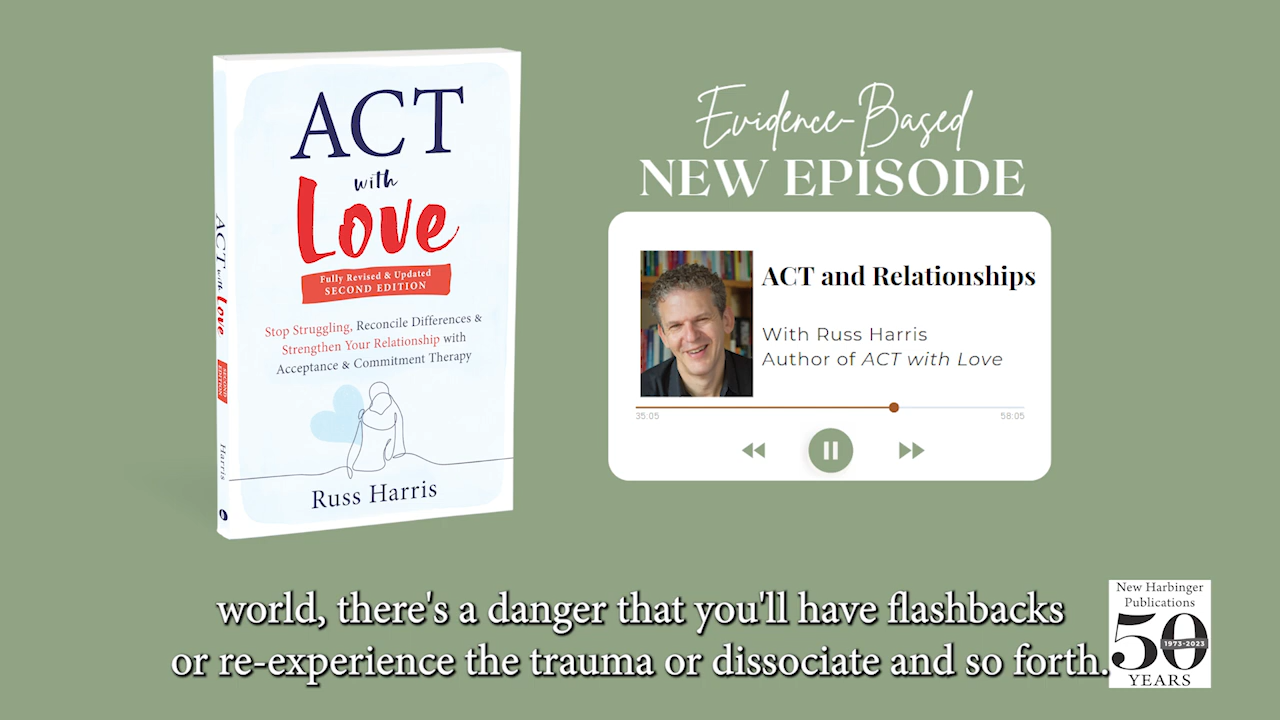 ACT
with
Love
Fully Revised & Updated
SECOND EDITION
Stop Struggling, Reconcile Differences &
Strengthen Your Relationship with
Acceptance & Commitment Therapy
Russ Harris
ACT with Love
SECOND EDITION
Harris
Evidence-Based
NEW EPISODE
ACT and Relationships
With Russ Harris
Author of ACT with Love
35:05
58:05
world, there's a danger that you'll have flashbacks
or re-experience the trauma or dissociate and so forth.
New Harbinger
Publications
50
1973-2023
YEARS